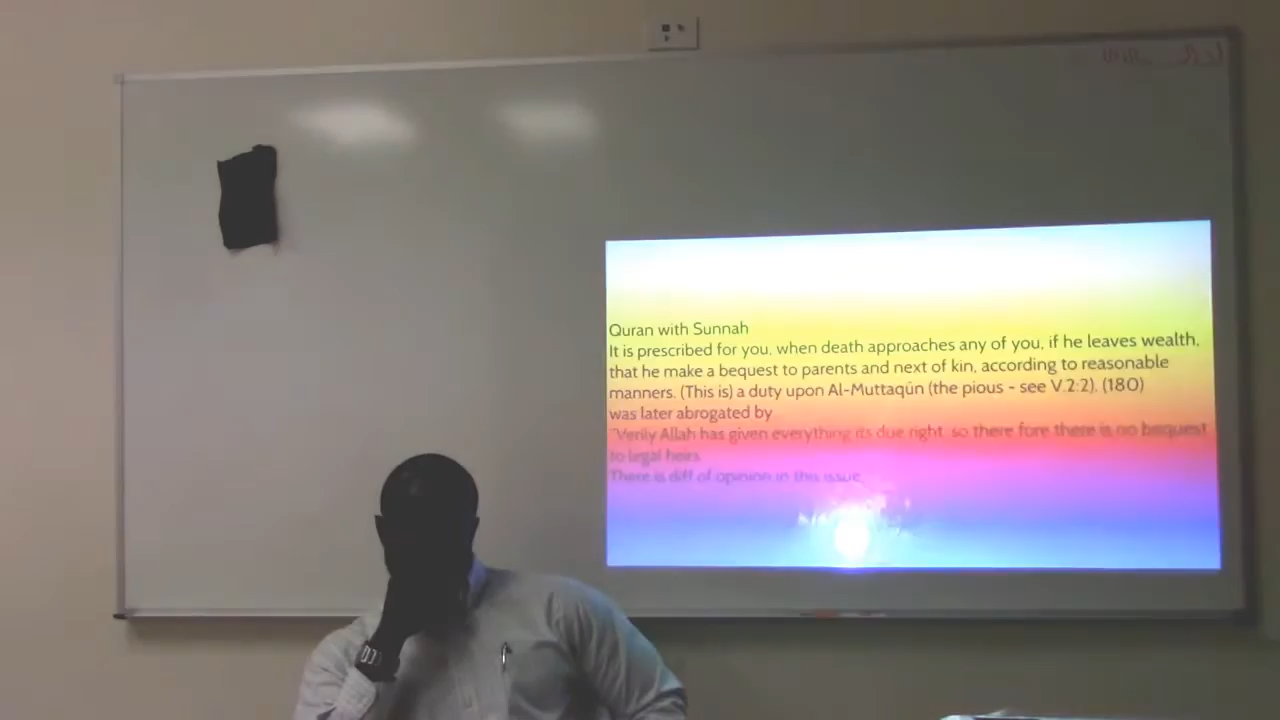 Quran with Sunnah
It is prescribed for you, when death approaches any of you, if he leaves wealth,
that he make a bequest to parents and next of kin, according to reasonable
manners. (This is) a duty upon Al-Muttaqûn (the pious - see V.2:2). (180)
was later abrogated by
"Verily Allah has given everything its due right, so there fore there is no bequest
to legal heirs
There is diff of opinion in this issue